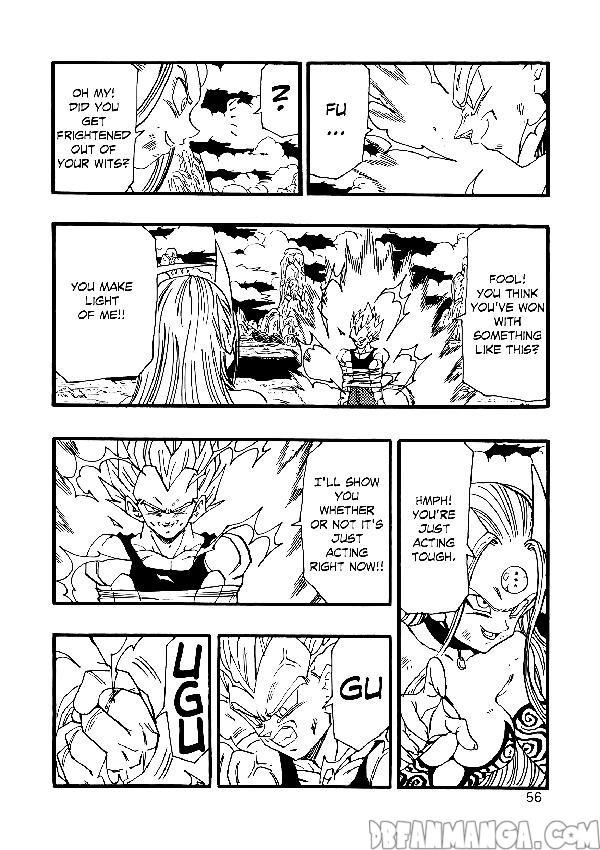 FU
...
?
OH MY!
DID YOU
GET
FRIGHTENED
OUT OF
YOUR WITS?
FOOL!
YOU THINK
YOU'VE WON
WITH
SOMETHING
LIKE THIS?
YOU MAKE
LIGHT
OF ME!!
HMPH!
YOU'RE
JUST
ACTING
TOUGH.
I'LL SHOW
YOU
WHETHER
OR NOT IT'S
JUST
ACTING
RIGHT NOW!!
GU
UGU
56
DBFANMANGA.COM